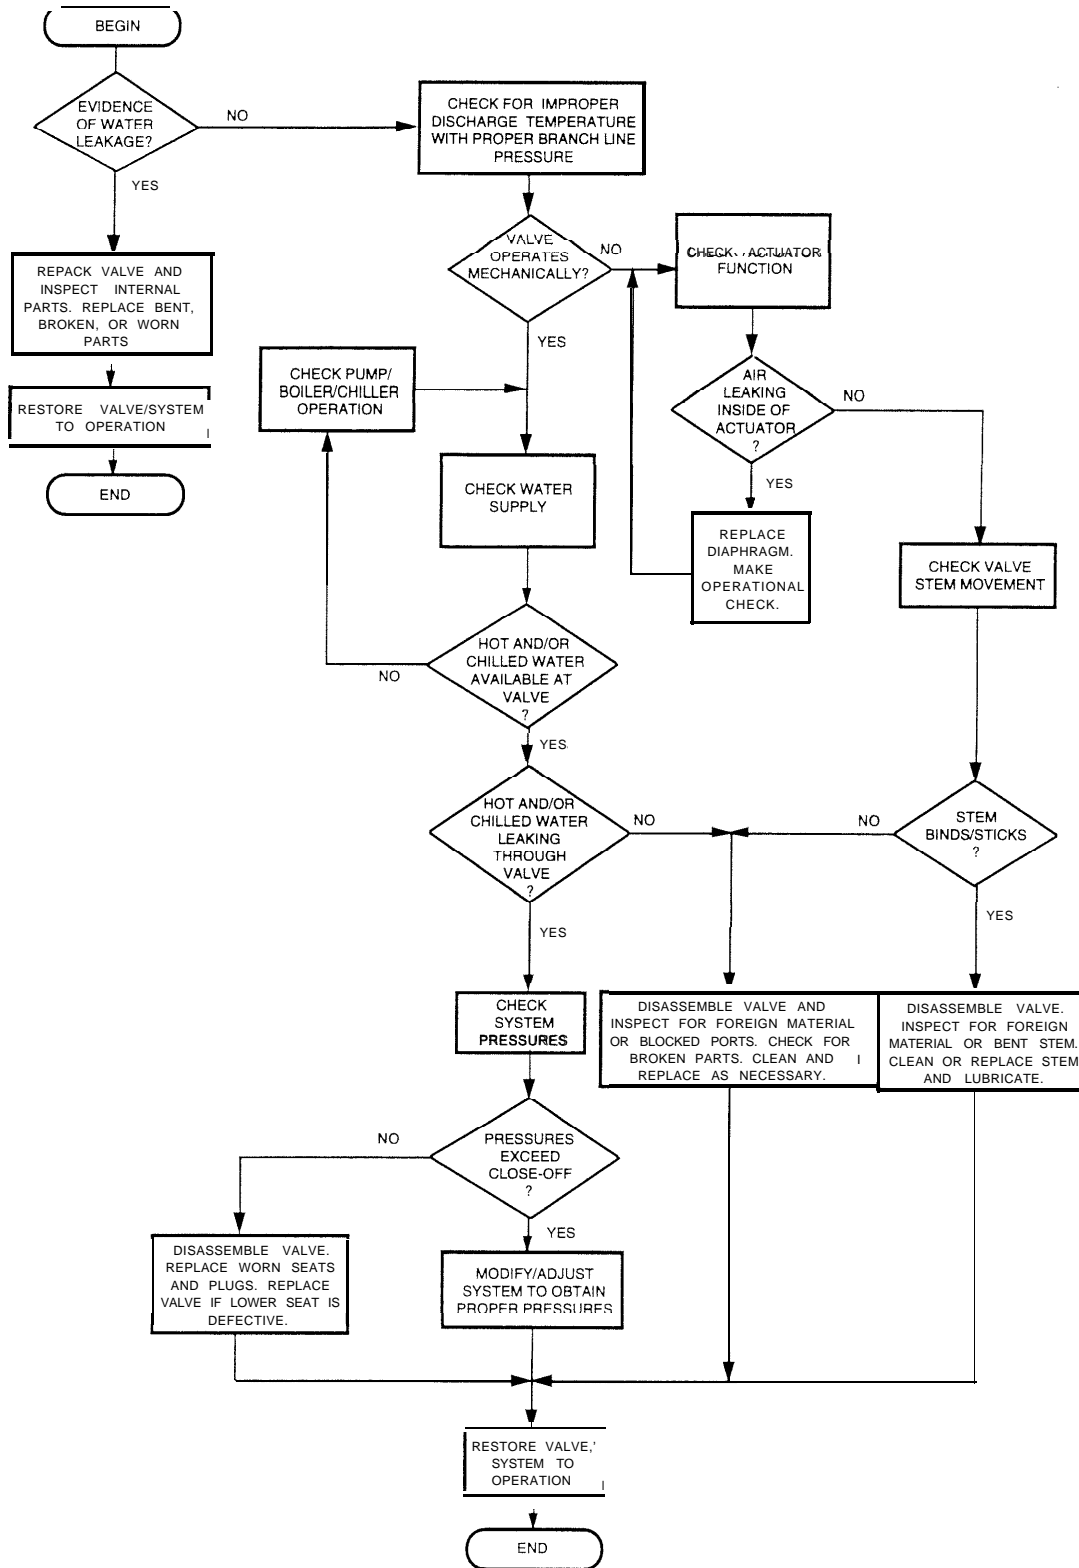 BEGIN
EVIDENCE
OF WATER
LEAKAGE?
NO
YES
CHECK FOR IMPROPER
DISCHARGE TEMPERATURE
WITH PROPER BRANCH LINE
PRESSURE
REPACK VALVE AND
INSPECT INTERNAL
PARTS. REPLACE BENT,
BROKEN, OR WORN
PARTS
RESTORE VALVE/SYSTEM
TO OPERATION
END
VALVE
OPERATES
MECHANICALLY?
NO
YES
CHECK ACTUATOR
FUNCTION
CHECK PUMP/
BOILER/CHILLER
OPERATION
AIR
LEAKING
INSIDE OF
ACTUATOR
?
NO
YES
CHECK WATER
SUPPLY
REPLACE
DIAPHRAGM.
MAKE
OPERATIONAL
CHECK.
CHECK VALVE
STEM MOVEMENT
HOT AND/OR
CHILLED WATER
AVAILABLE AT
VALVE
?
NO
YES
HOT AND/OR
CHILLED WATER
LEAKING
THROUGH
VALVE
?
NO
YES
STEM
BINDS/STICKS
?
NO
YES
CHECK
SYSTEM
PRESSURES
DISASSEMBLE VALVE AND
INSPECT FOR FOREIGN MATERIAL
OR BLOCKED PORTS. CHECK FOR
BROKEN PARTS. CLEAN AND
REPLACE AS NECESSARY.
DISASSEMBLE VALVE.
INSPECT FOR FOREIGN
MATERIAL OR BENT STEM.
CLEAN OR REPLACE STEM
AND LUBRICATE.
PRESSURES
EXCEED
CLOSE-OFF
?
NO
YES
DISASSEMBLE VALVE.
REPLACE WORN SEATS
AND PLUGS. REPLACE
VALVE IF LOWER SEAT IS
DEFECTIVE.
MODIFY/ADJUST
SYSTEM TO OBTAIN
PROPER PRESSURES
RESTORE VALVE,'
SYSTEM TO
OPERATION
END